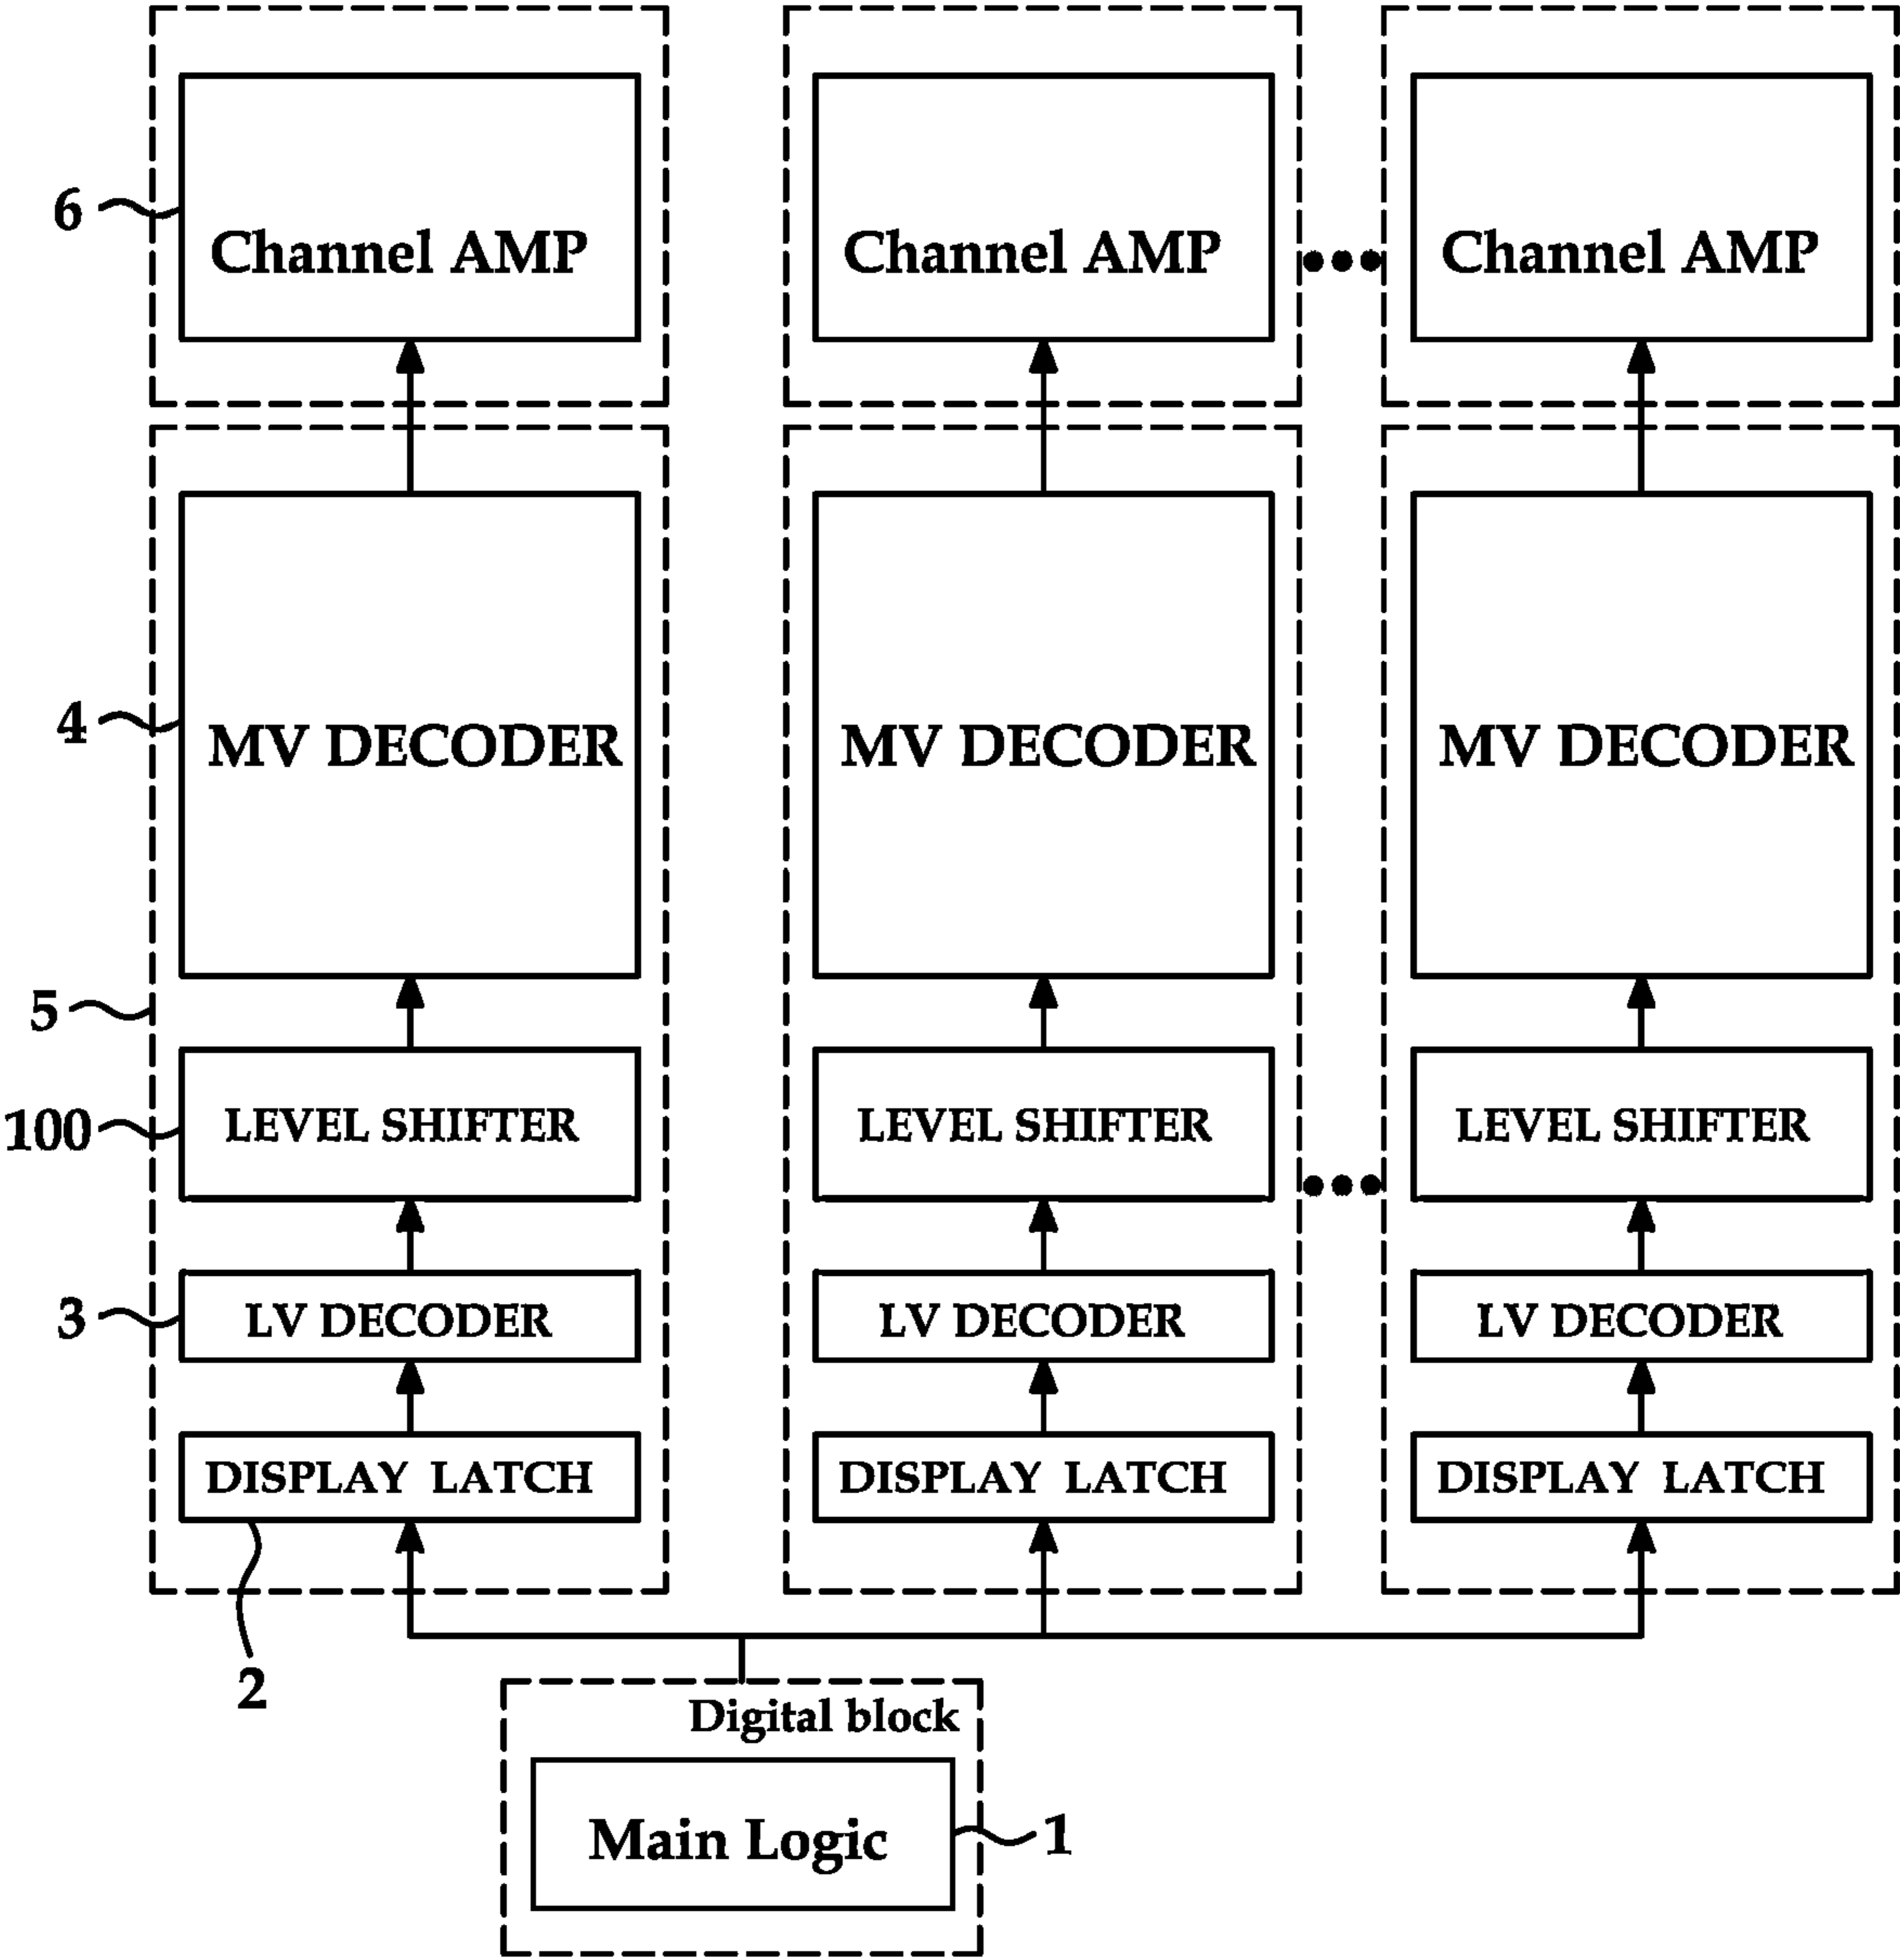 6 Channel AMP Channel AMP ••• Channel AMP
4 MV DECODER MV DECODER MV DECODER
5
100 LEVEL SHIFTER LEVEL SHIFTER LEVEL SHIFTER
•••
3 LV DECODER LV DECODER LV DECODER
DISPLAY LATCH DISPLAY LATCH DISPLAY LATCH
2
Digital block
Main Logic 1